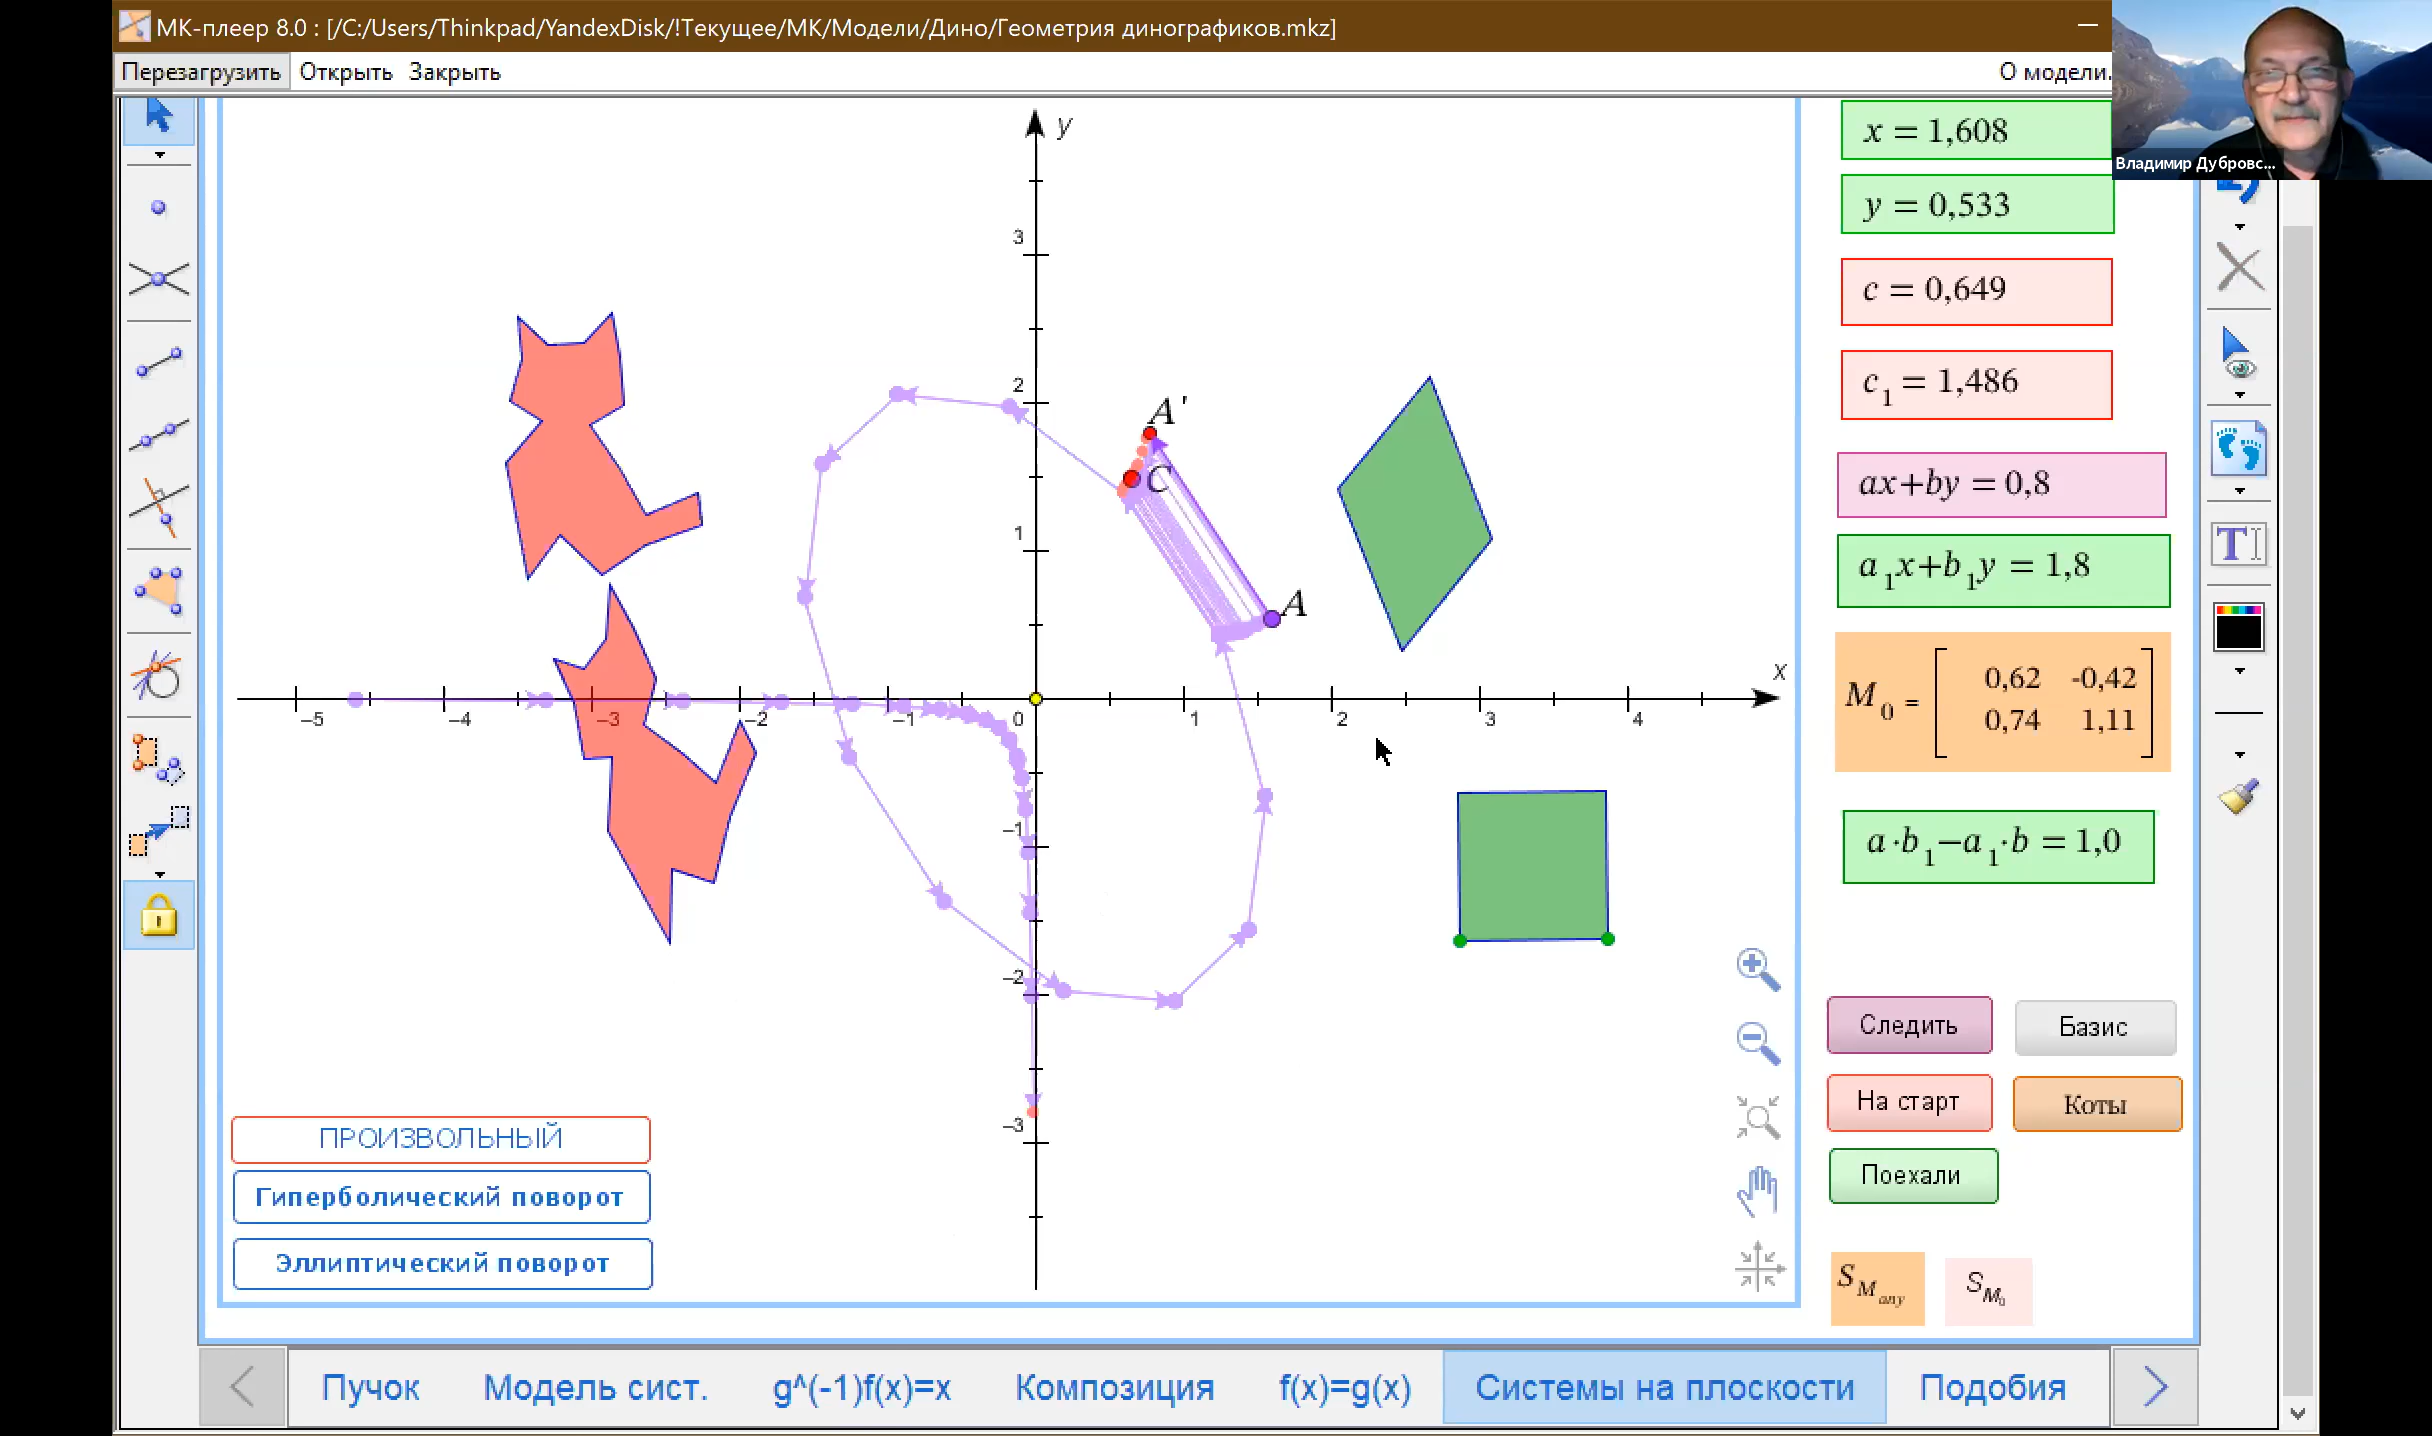 МК-плеер 8.0 : [/C:/Users/Thinkpad/YandexDisk/!Текущее/МК/Модели/Дино/Геометрия динографиков.mkz]
Перезагрузить Открыть Закрыть О модели.
Владимир Дубровс...
x = 1,608
y = 0,533
c = 0,649
c₁ = 1,486
ax+by = 0,8
a₁x+b₁y = 1,8
M₀ = [ 0,62 -0,42
0,74 1,11 ]
a·b₁−a₁·b = 1,0
y
3
2
1
A'
C
A
x
−5 −4 −3 −2 −1 0 1 2 3 4
−1
−2
−3
ПРОИЗВОЛЬНЫЙ
Гиперболический поворот
Эллиптический поворот
Следить Базис
На старт Коты
Поехали
S M any S M₀
T
Пучок Модель сист. g^(-1)f(x)=x Композиция f(x)=g(x) Системы на плоскости Подобия